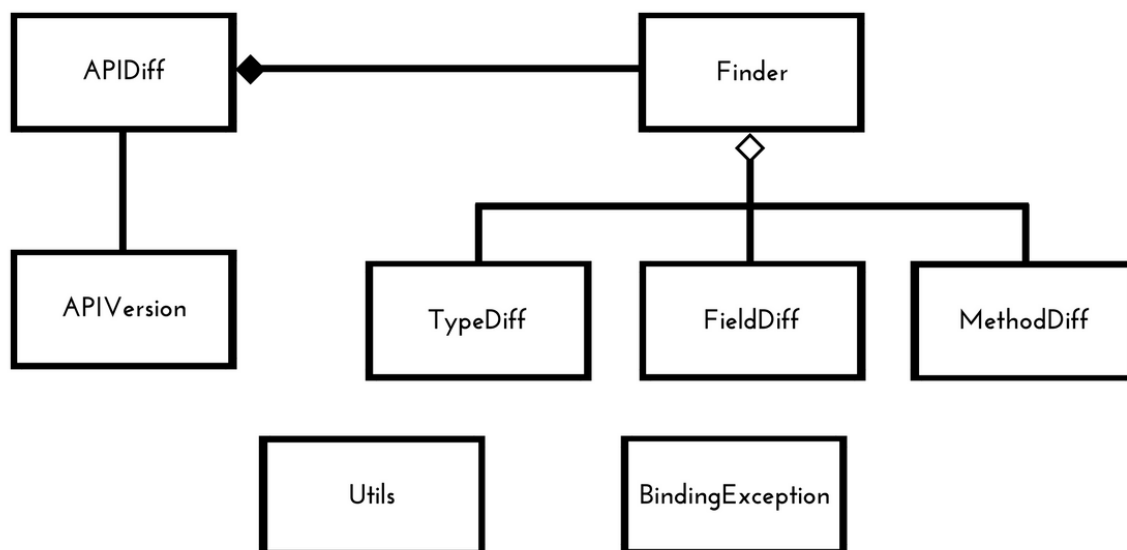 APIDiff
Finder
APIVersion
TypeDiff
FieldDiff
MethodDiff
Utils
BindingException